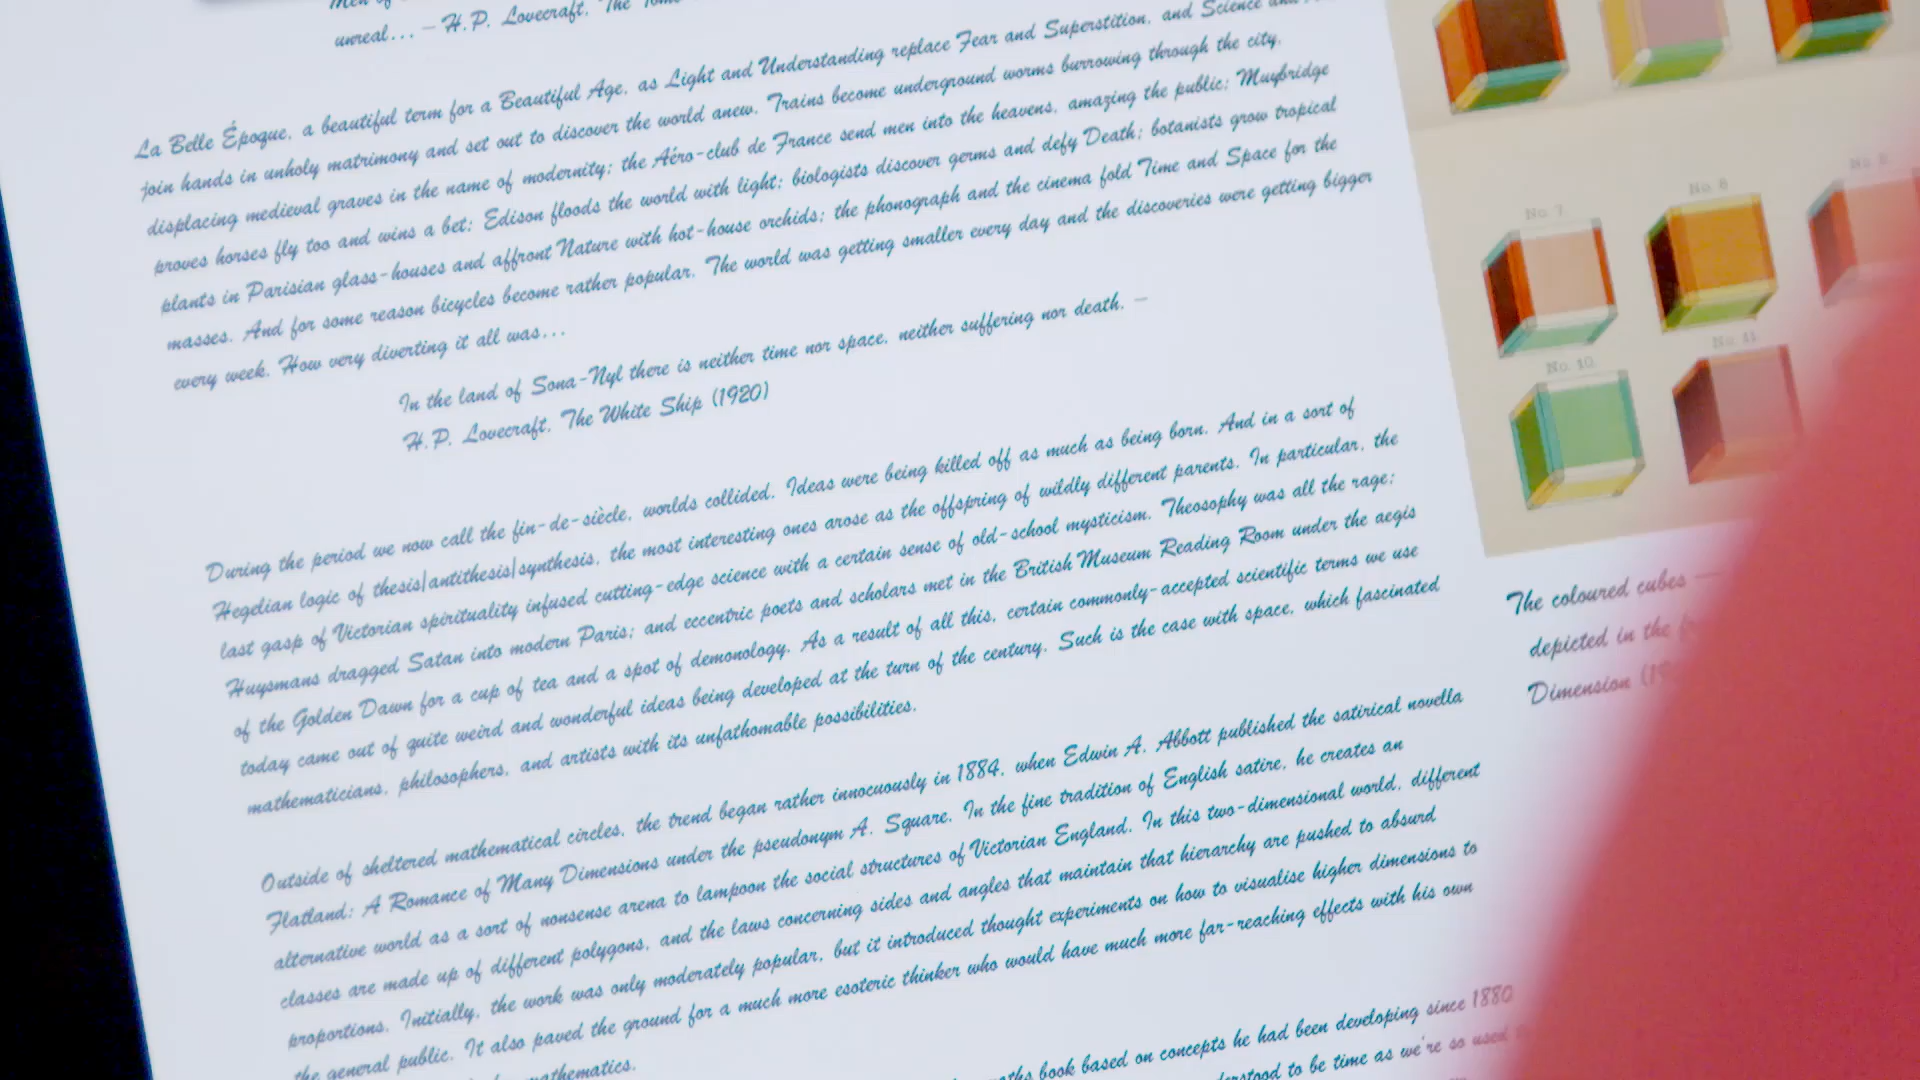 unreal... – H.P. Lovecraft, The
La Belle Époque, a beautiful term for a Beautiful Age, as Light and Understanding replace Fear and Superstition, and Science and
join hands in unholy matrimony and set out to discover the world anew. Trains become underground worms burrowing through the city,
displacing medieval graves in the name of modernity; the Aéro-club de France send men into the heavens, amazing the public; Muybridge
proves horses fly too and wins a bet; Edison floods the world with light; biologists discover germs and defy Death; botanists grow tropical
plants in Parisian glass-houses and affront Nature with hot-house orchids; the phonograph and the cinema fold Time and Space for the
masses. And for some reason bicycles become rather popular. The world was getting smaller every day and the discoveries were getting bigger
every week. How very diverting it all was...
In the land of Sona-Nyl there is neither time nor space, neither suffering nor death. –
H.P. Lovecraft, The White Ship (1920)
During the period we now call the fin-de-siècle, worlds collided. Ideas were being killed off as much as being born. And in a sort of
Hegelian logic of thesis|antithesis|synthesis, the most interesting ones arose as the offspring of wildly different parents. In particular, the
last gasp of Victorian spirituality infused cutting-edge science with a certain sense of old-school mysticism. Theosophy was all the rage;
Huysmans dragged Satan into modern Paris; and eccentric poets and scholars met in the British Museum Reading Room under the aegis
of the Golden Dawn for a cup of tea and a spot of demonology. As a result of all this, certain commonly-accepted scientific terms we use
today came out of quite weird and wonderful ideas being developed at the turn of the century. Such is the case with space, which fascinated
mathematicians, philosophers, and artists with its unfathomable possibilities.
Outside of sheltered mathematical circles, the trend began rather innocuously in 1884, when Edwin A. Abbott published the satirical novella
Flatland: A Romance of Many Dimensions under the pseudonym A. Square. In the fine tradition of English satire, he creates an
alternative world as a sort of nonsense arena to lampoon the social structures of Victorian England. In this two-dimensional world, different
classes are made up of different polygons, and the laws concerning sides and angles that maintain that hierarchy are pushed to absurd
proportions. Initially, the work was only moderately popular, but it introduced thought experiments on how to visualise higher dimensions to
the general public. It also paved the ground for a much more esoteric thinker who would have much more far-reaching effects with his own
mathematics.
book based on concepts he had been developing since 1880
to be time as we're so used
No. 7.
No. 8
No. 10.
No. 11.
The coloured cubes –
depicted in the
Dimension